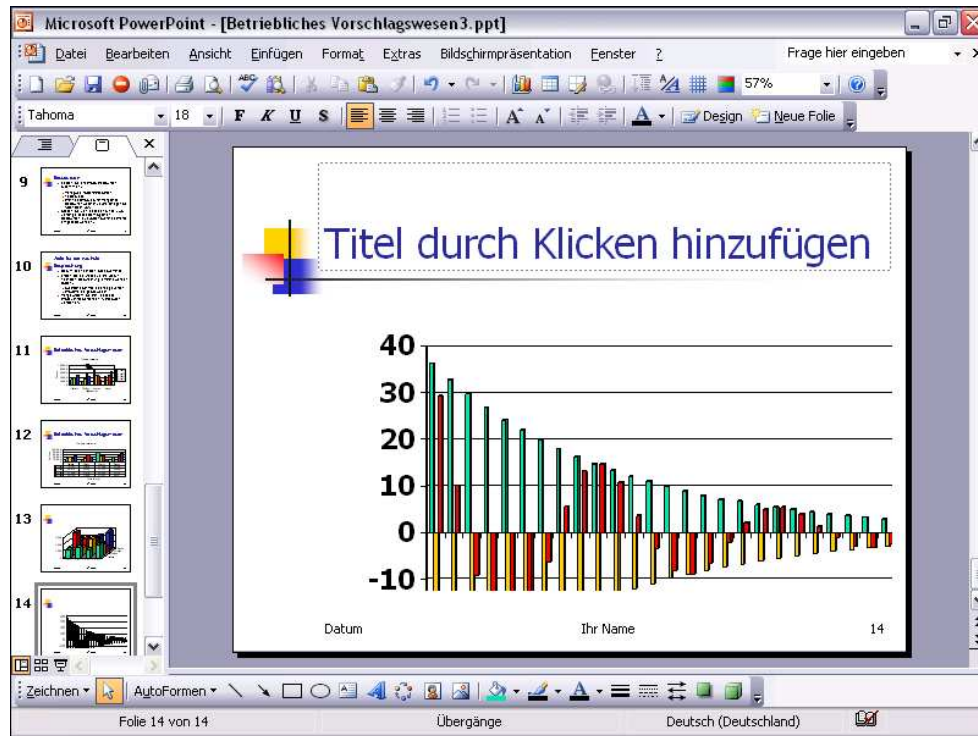 Microsoft PowerPoint - [Betriebliches Vorschlagswesen3.ppt]
Datei Bearbeiten Ansicht Einfügen Format Extras Bildschirmpräsentation Fenster ? Frage hier eingeben
57%
Tahoma 18 F K U S Design Neue Folie
9
10
11
12
13
14
Titel durch Klicken hinzufügen
40
30
20
10
0
-10
Datum Ihr Name 14
Zeichnen AutoFormen
Folie 14 von 14 Übergänge Deutsch (Deutschland)